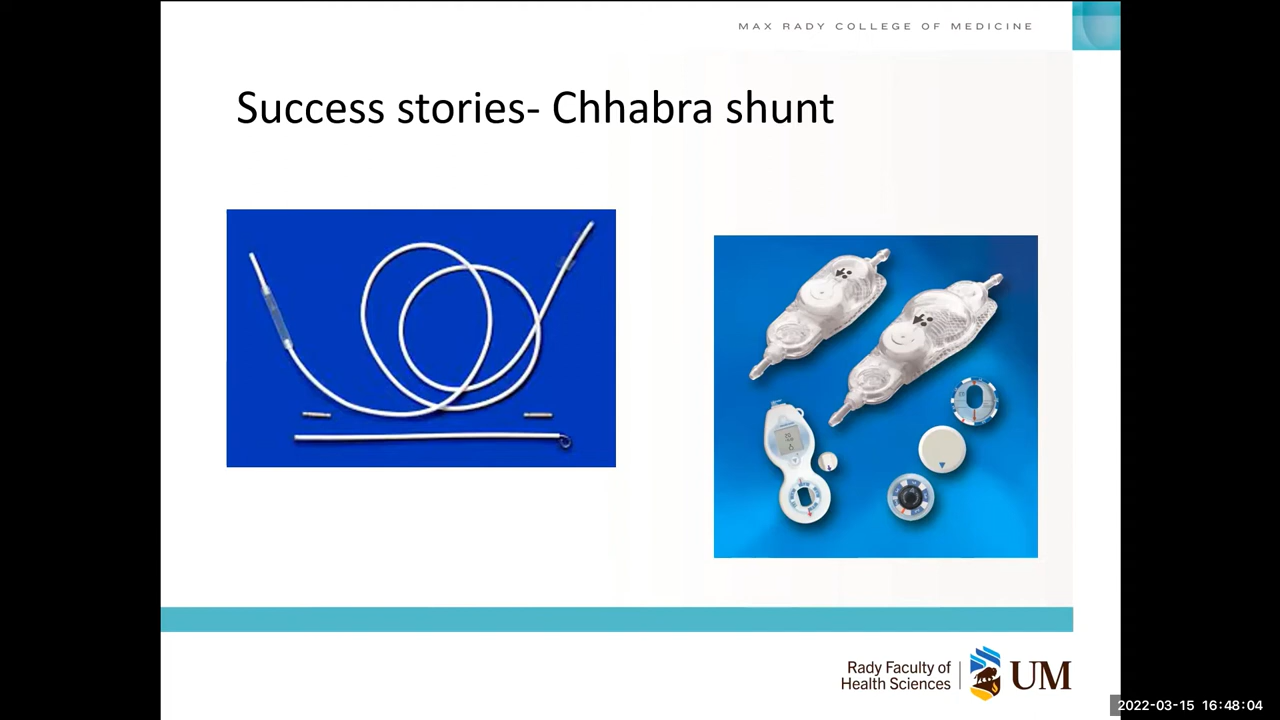 MAX RADY COLLEGE OF MEDICINE
Success stories- Chhabra shunt
Rady Faculty of
Health Sciences
UM
2022-03-15 16:48:04